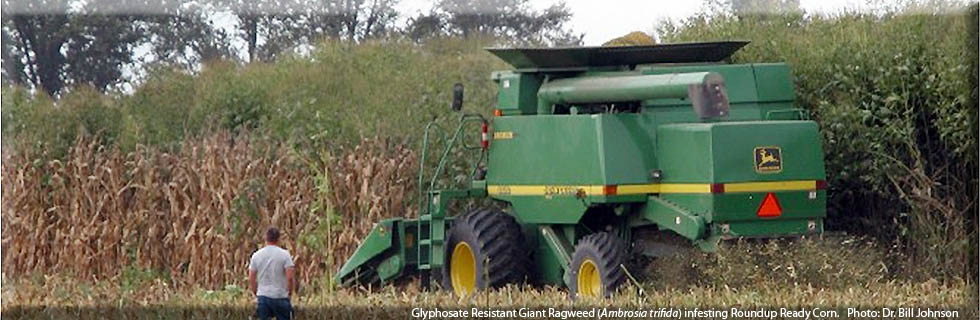 Glyphosate Resistant Giant Ragweed (Ambrosia trifida) infesting Roundup Ready Corn. Photo: Dr. Bill Johnson